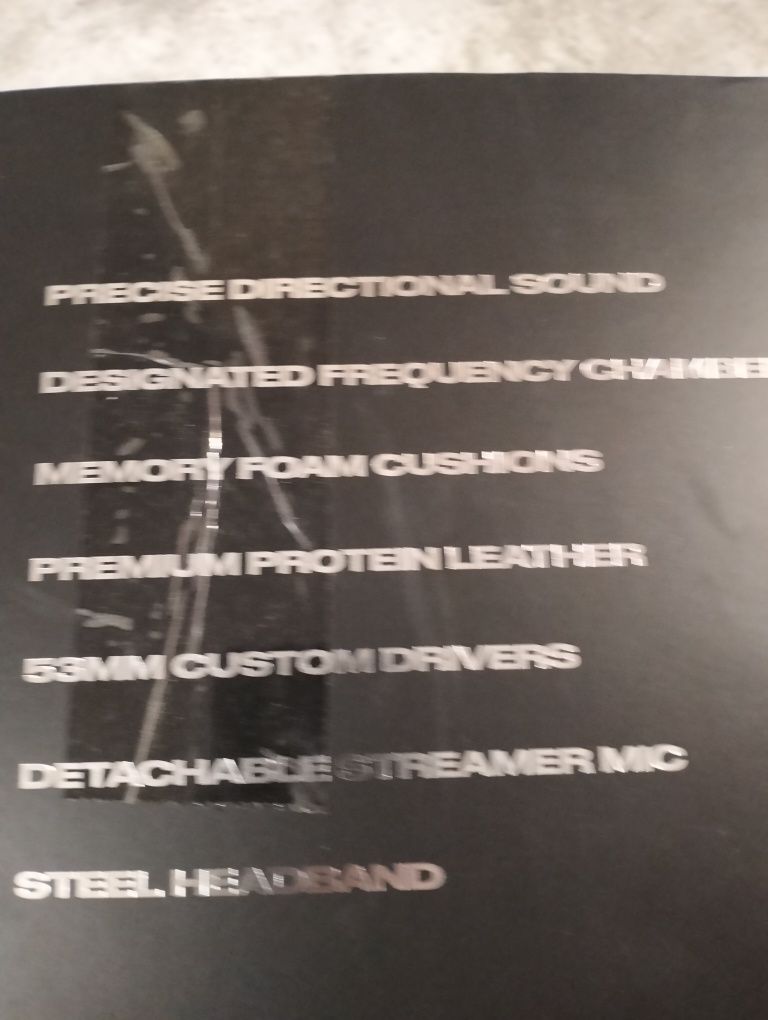 PRECISE DIRECTIONAL SOUND
DESIGNATED FREQUENCY CHAMBER
MEMORY FOAM CUSHIONS
PREMIUM PROTEIN LEATHER
53MM CUSTOM DRIVERS
DETACHABLE STREAMER MIC
STEEL HEADBAND